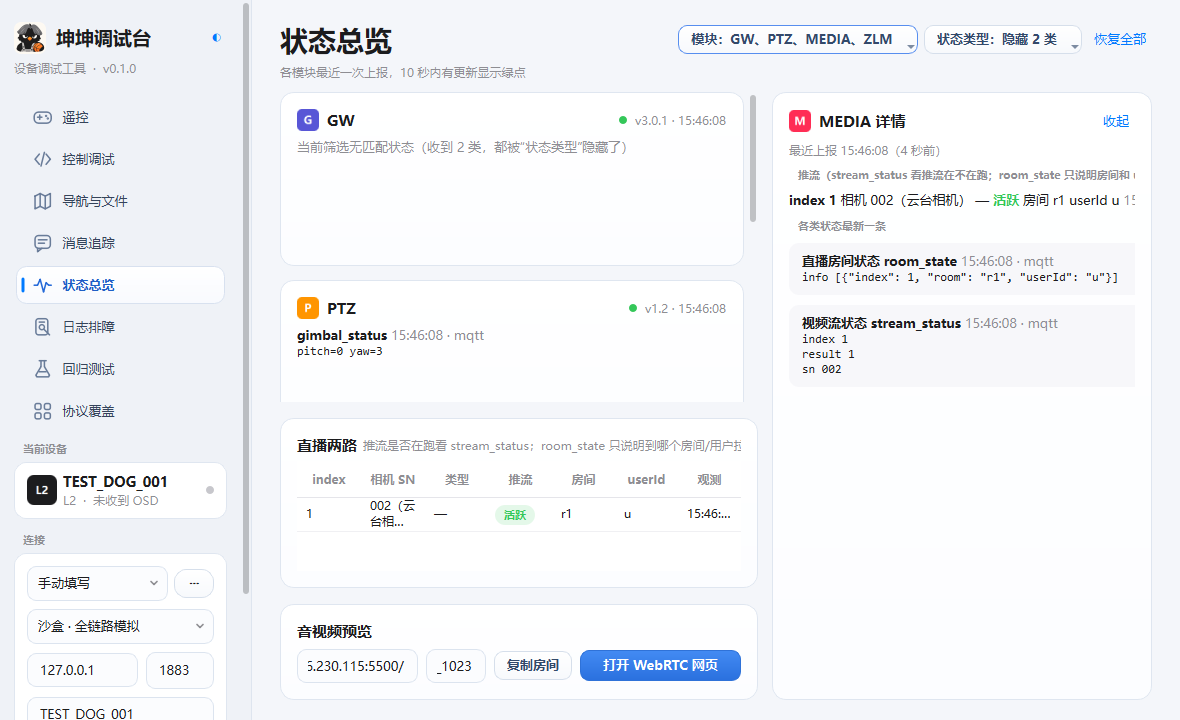 坤坤调试台
设备调试工具 · v0.1.0
遥控
控制调试
导航与文件
消息追踪
状态总览
日志排障
回归测试
协议覆盖
当前设备
L2
TEST_DOG_001
L2 · 未收到 OSD
连接
手动填写
...
沙盒 · 全链路模拟
127.0.0.1
1883
TEST_DOG_001
状态总览
模块：GW、PTZ、MEDIA、ZLM
状态类型：隐藏 2 类
恢复全部
各模块最近一次上报，10 秒内有更新显示绿点
G
GW
v3.0.1 · 15:46:08
当前筛选无匹配状态（收到 2 类，都被“状态类型”隐藏了）
P
PTZ
v1.2 · 15:46:08
gimbal_status 15:46:08 · mqtt
pitch=0 yaw=3
直播两路 推流是否在跑看 stream_status；room_state 只说明到哪个房间/用户
index 相机 SN 类型 推流 房间 userId 观测
1 002（云台相... — 活跃 r1 u 15:46:...
音视频预览
5.230.115:5500/
_1023
复制房间
打开 WebRTC 网页
M
MEDIA 详情
收起
最近上报 15:46:08（4 秒前）
推流（stream_status 看推流在不在跑；room_state 只说明房间和
index 1 相机 002（云台相机） — 活跃 房间 r1 userId u 15
各类状态最新一条
直播房间状态 room_state 15:46:08 · mqtt
info [{"index": 1, "room": "r1", "userId": "u"}]
视频流状态 stream_status 15:46:08 · mqtt
index 1
result 1
sn 002